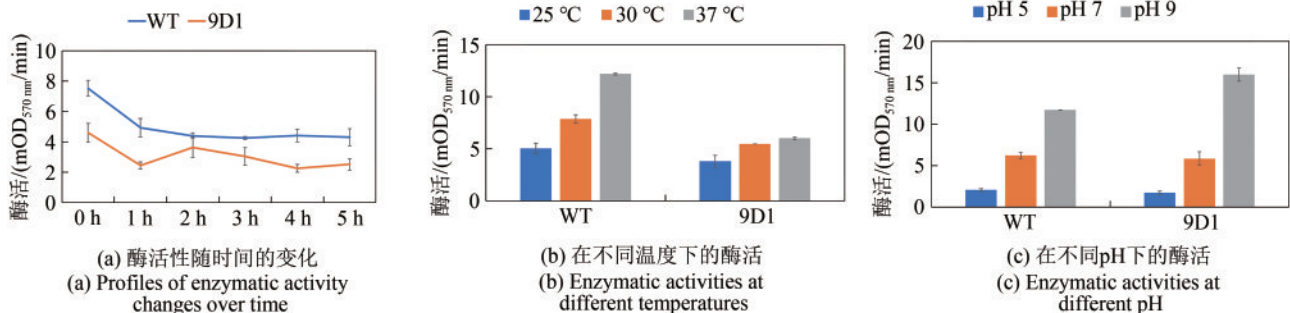 WT 9D1
10
8
6
4
2
0
酶活/(mOD570 nm/min)
0 h 1 h 2 h 3 h 4 h 5 h
(a) 酶活性随时间的变化
(a) Profiles of enzymatic activity
changes over time
25 ℃ 30 ℃ 37 ℃
15
10
5
0
酶活/(mOD570 nm/min)
WT 9D1
(b) 在不同温度下的酶活
(b) Enzymatic activities at
different temperatures
pH 5 pH 7 pH 9
20
15
10
5
0
酶活/(mOD570 nm/min)
WT 9D1
(c) 在不同pH下的酶活
(c) Enzymatic activities at
different pH